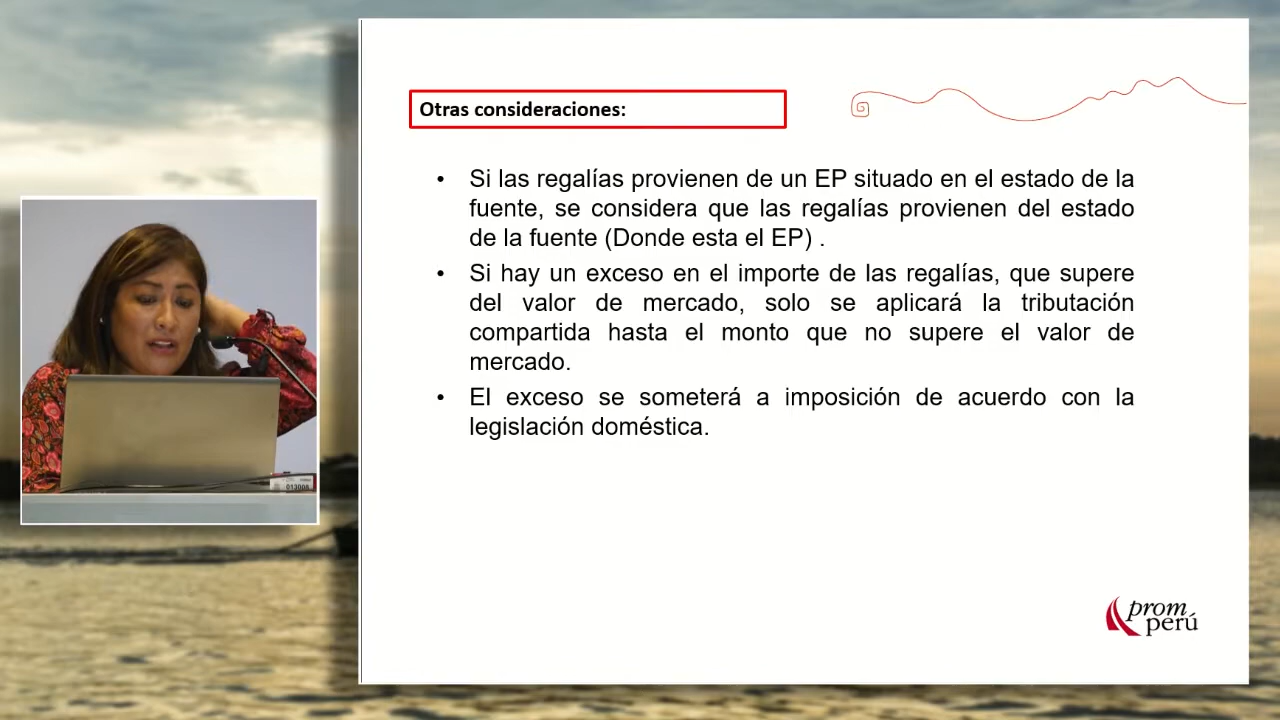 Otras consideraciones:
• Si las regalías provienen de un EP situado en el estado de la
fuente, se considera que las regalías provienen del estado
de la fuente (Donde esta el EP) .
• Si hay un exceso en el importe de las regalías, que supere
del valor de mercado, solo se aplicará la tributación
compartida hasta el monto que no supere el valor de
mercado.
• El exceso se someterá a imposición de acuerdo con la
legislación doméstica.
013008
prom
perú